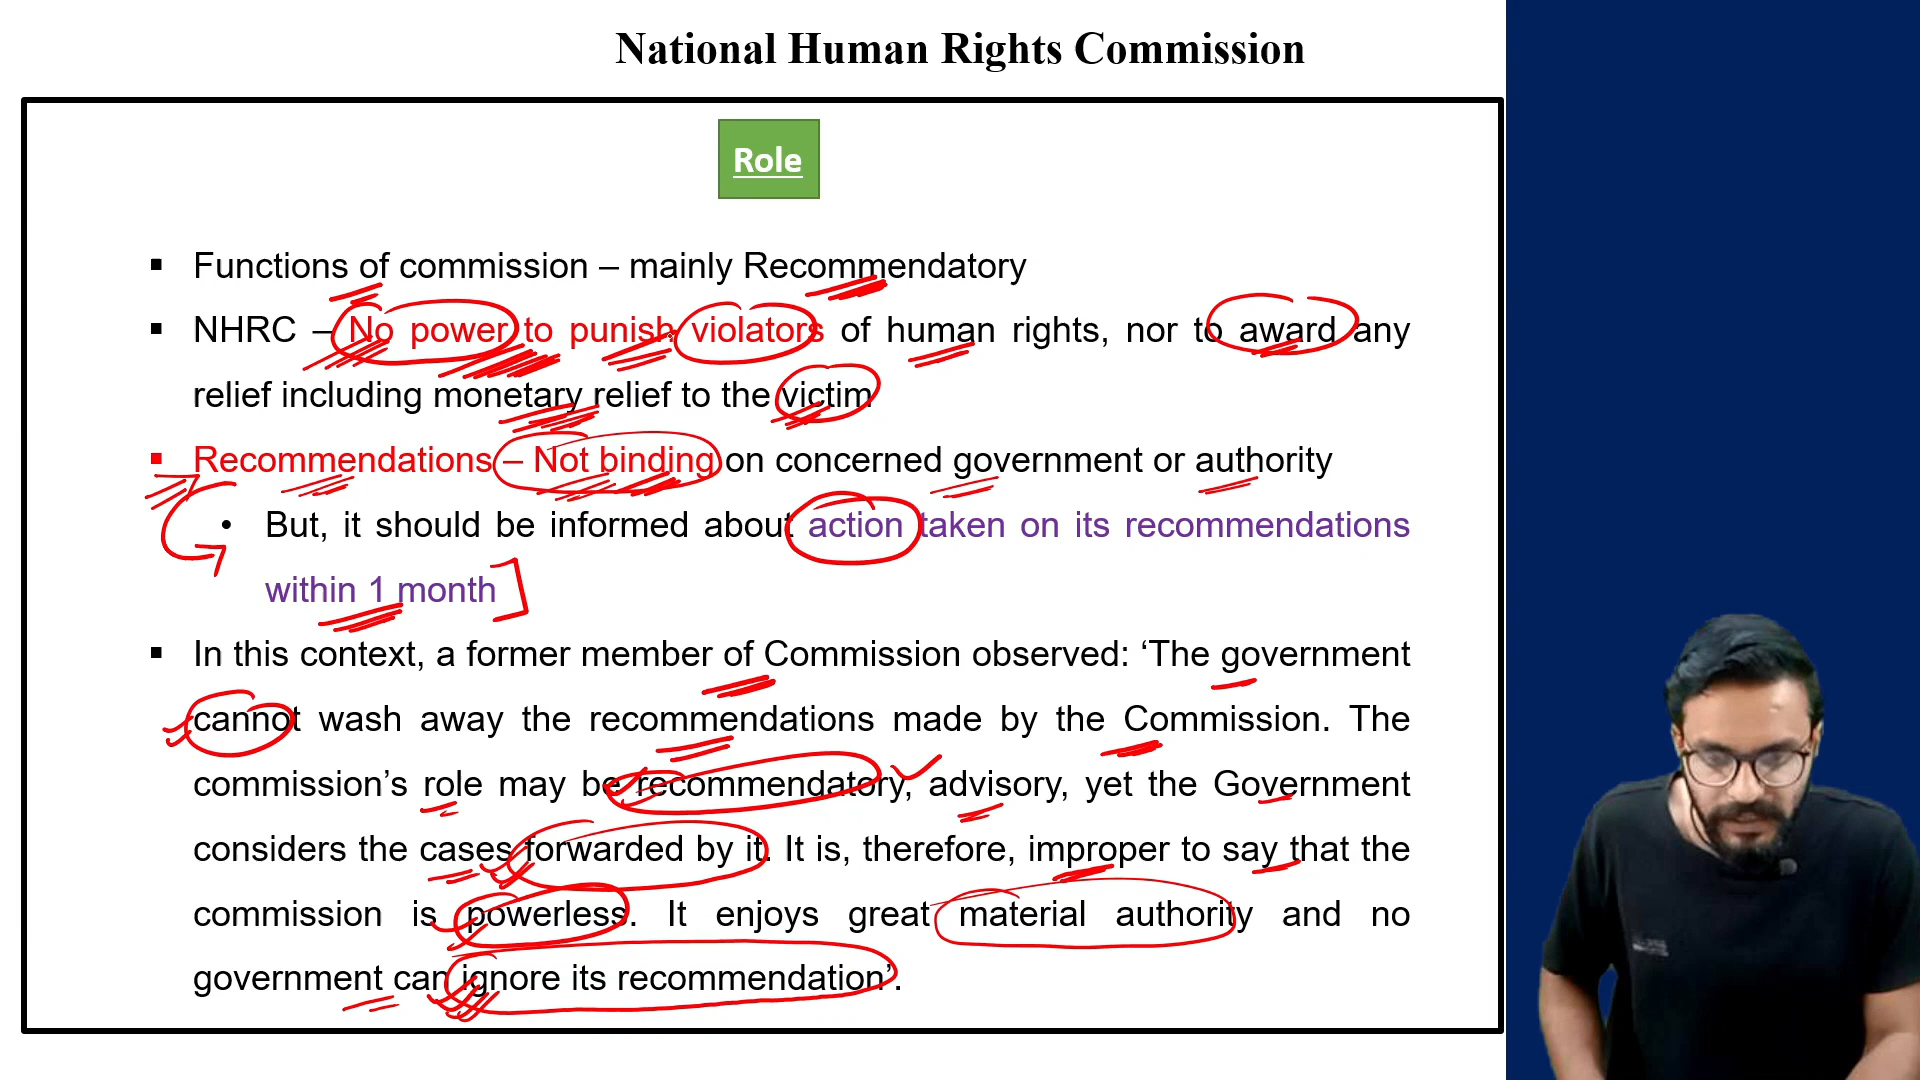 National Human Rights Commission
Role
▪ Functions of commission – mainly Recommendatory
▪ NHRC – No power to punish violators of human rights, nor to award any
relief including monetary relief to the victim
▪ Recommendations – Not binding on concerned government or authority
• But, it should be informed about action taken on its recommendations
within 1 month
▪ In this context, a former member of Commission observed: ‘The government
cannot wash away the recommendations made by the Commission. The
commission’s role may be recommendatory, advisory, yet the Government
considers the cases forwarded by it. It is, therefore, improper to say that the
commission is powerless. It enjoys great material authority and no
government can ignore its recommendation’.